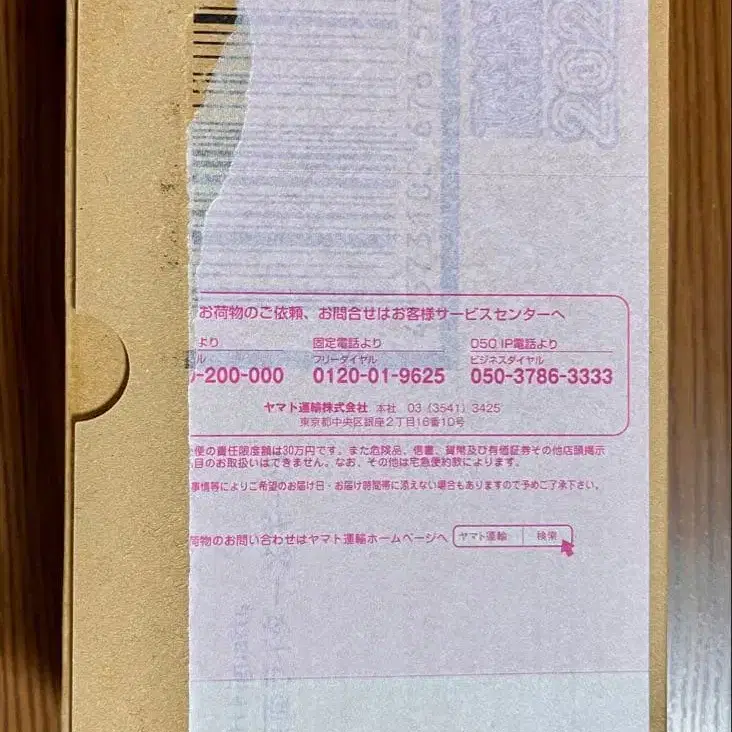 202
お荷物のご依頼、お問合せはお客様サービスセンターへ
より 固定電話より 050 IP電話より
ル フリーダイヤル ビジネスダイヤル
-200-000 0120-01-9625 050-3786-3333
ヤマト運輸株式会社 本社 03(3541)3425
東京都中央区銀座2丁目16番10号
便の責任限度額は30万円です。また危険品、信書、貨幣及び有価証券その他店頭掲示
目のお取扱いはできません。なお、その他は宅急便約款によります。
事情等によりご希望のお届け日・お届け時間帯に添えない場合もありますので予めご了承下さい。
荷物のお問い合わせはヤマト運輸ホームページへ ヤマト運輸 検索